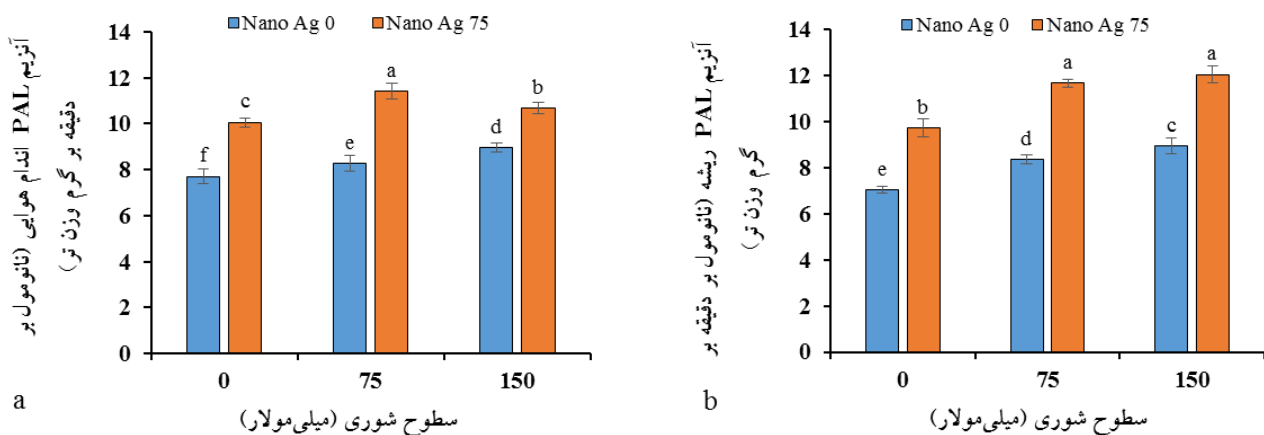 Nano Ag 0 Nano Ag 75
آنزیم PAL اندام هوایی (نانومول بر
دقیقه بر گرم وزن تر)
14
12
10
8
6
4
2
0
f
c
e
a
d
b
0 75 150
سطوح شوری (میلی‌مولار)
a
Nano Ag 0 Nano Ag 75
آنزیم PAL ریشه (نانومول بر دقیقه بر
گرم وزن تر)
14
12
10
8
6
4
2
0
e
b
d
a
c
a
0 75 150
سطوح شوری (میلی‌مولار)
b